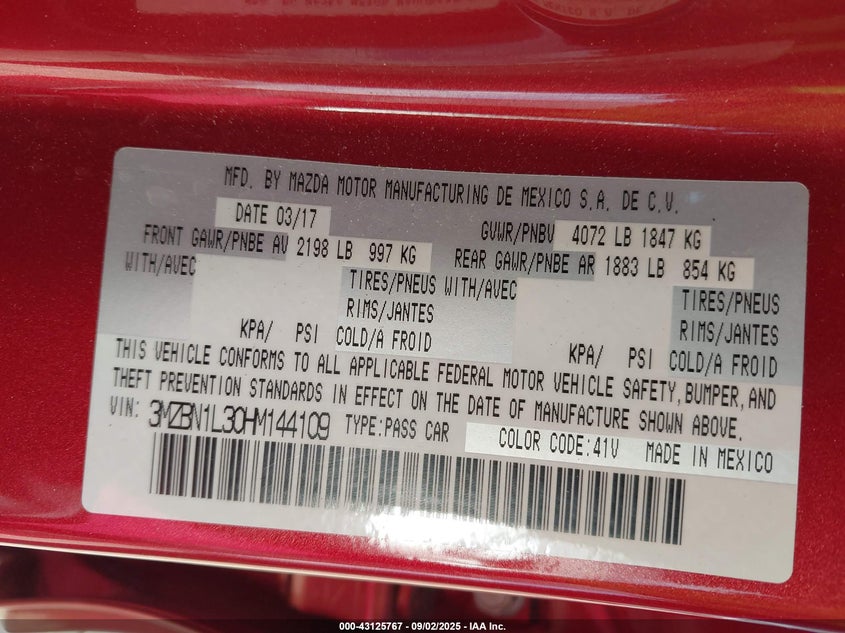 MFD. BY MAZDA MOTOR MANUFACTURING DE MEXICO S.A. DE C.V.
DATE 03/17 GVWR/PNBV 4072 LB 1847 KG
FRONT GAWR/PNBE AV 2198 LB 997 KG REAR GAWR/PNBE AR 1883 LB 854 KG
WITH/AVEC TIRES/PNEUS WITH/AVEC TIRES/PNEUS
RIMS/JANTES RIMS/JANTES
KPA/ PSI COLD/A FROID KPA/ PSI COLD/A FROID
THIS VEHICLE CONFORMS TO ALL APPLICABLE FEDERAL MOTOR VEHICLE SAFETY, BUMPER, AND
THEFT PREVENTION STANDARDS IN EFFECT ON THE DATE OF MANUFACTURE SHOWN ABOVE.
VIN: 3MZBN1L30HM144109 TYPE:PASS CAR COLOR CODE:41V MADE IN MEXICO
000-43125767 - 09/02/2025 - IAA Inc.